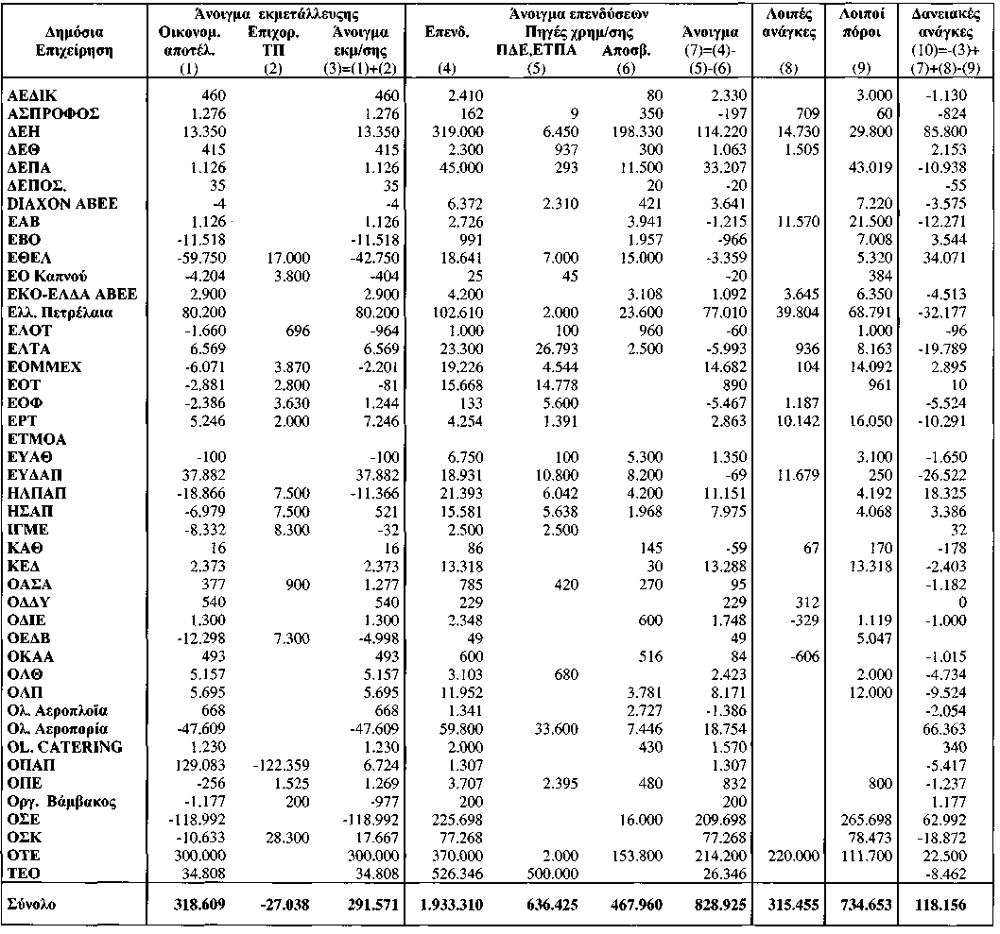 Άνοιγμα εκμετάλλευςης Άνοιγμα επενδύσεων Λοιπές Λοιποί Δανειακές
Δημόσια Οικονομ. Επιχορ. Άνοιγμα Επενδ. Πηγές χρημ/σης Άνοιγμα ανάγκες πόροι ανάγκες
Επιχείρηση αποτέλ. ΤΠ εκμ/σης ΠΔΕ,ΕΤΠΑ Αποσβ. (7)=(4)- (10)=-(3)+
(1) (2) (3)=(1)+(2) (4) (5) (6) (5)-(6) (8) (9) (7)+(8)-(9)
ΑΕΔΙΚ 460 460 2.410 80 2.330 3.000 -1.130
ΑΣΠΡΟΦΟΣ 1.276 1.276 162 9 350 -197 709 60 -824
ΔΕΗ 13.350 13.350 319.000 6.450 198.330 114.220 14.730 29.800 85.800
ΔΕΘ 415 415 2.300 937 300 1.063 1.505 2.153
ΔΕΠΑ 1.126 1.126 45.000 293 11.500 33.207 43.019 -10.938
ΔΕΠΟΣ. 35 35 20 -20 -55
DIAXON ABEE -4 -4 6.372 2.310 421 3.641 7.220 -3.575
ΕΑΒ 1.126 1.126 2.726 3.941 -1.215 11.570 21.500 -12.271
ΕΒΟ -11.518 -11.518 991 1.957 -966 7.008 3.544
ΕΘΕΛ -59.750 17.000 -42.750 18.641 7.000 15.000 -3.359 5.320 34.071
ΕΟ Καπνού -4.204 3.800 -404 25 45 -20 384
ΕΚΟ-ΕΛΔΑ ΑΒΕΕ 2.900 2.900 4.200 3.108 1.092 3.645 6.350 -4.513
Ελλ. Πετρέλαια 80.200 80.200 102.610 2.000 23.600 77.010 39.804 68.791 -32.177
ΕΛΟΤ -1.660 696 -964 1.000 100 960 -60 1.000 -96
ΕΛΤΑ 6.569 6.569 23.300 26.793 2.500 -5.993 936 8.163 -19.789
ΕΟΜΜΕΧ -6.071 3.870 -2.201 19.226 4.544 14.682 104 14.092 2.895
ΕΟΤ -2.881 2.800 -81 15.668 14.778 890 961 10
ΕΟΦ -2.386 3.630 1.244 133 5.600 -5.467 1.187 -5.524
ΕΡΤ 5.246 2.000 7.246 4.254 1.391 2.863 10.142 16.050 -10.291
ΕΤΜΟΑ
ΕΥΑΘ -100 -100 6.750 100 5.300 1.350 3.100 -1.650
ΕΥΔΑΠ 37.882 37.882 18.931 10.800 8.200 -69 11.679 250 -26.522
ΗΛΠΑΠ -18.866 7.500 -11.366 21.393 6.042 4.200 11.151 4.192 18.325
ΗΣΑΠ -6.979 7.500 521 15.581 5.638 1.968 7.975 4.068 3.386
ΙΓΜΕ -8.332 8.300 -32 2.500 2.500 32
ΚΑΘ 16 16 86 145 -59 67 170 -178
ΚΕΔ 2.373 2.373 13.318 30 13.288 13.318 -2.403
ΟΑΣΑ 377 900 1.277 785 420 270 95 -1.182
ΟΔΔΥ 540 540 229 229 312 0
ΟΔΙΕ 1.300 1.300 2.348 600 1.748 -329 1.119 -1.000
ΟΕΔΒ -12.298 7.300 -4.998 49 49 5.047
ΟΚΑΑ 493 493 600 516 84 -606 -1.015
ΟΛΘ 5.157 5.157 3.103 680 2.423 2.000 -4.734
ΟΛΠ 5.695 5.695 11.952 3.781 8.171 12.000 -9.524
Ολ. Αεροπλοΐα 668 668 1.341 2.727 -1.386 -2.054
Ολ. Αεροπορία -47.609 -47.609 59.800 33.600 7.446 18.754 66.363
OL. CATERING 1.230 1.230 2.000 430 1.570 340
ΟΠΑΠ 129.083 -122.359 6.724 1.307 1.307 -5.417
ΟΠΕ -256 1.525 1.269 3.707 2.395 480 832 800 -1.237
Οργ. Βάμβακος -1.177 200 -977 200 200 1.177
ΟΣΕ -118.992 -118.992 225.698 16.000 209.698 265.698 62.992
ΟΣΚ -10.633 28.300 17.667 77.268 77.268 78.473 -18.872
ΟΤΕ 300.000 300.000 370.000 2.000 153.800 214.200 220.000 111.700 22.500
ΤΕΟ 34.808 34.808 526.346 500.000 26.346 -8.462
Σύνολο 318.609 -27.038 291.571 1.933.310 636.425 467.960 828.925 315.455 734.653 118.156